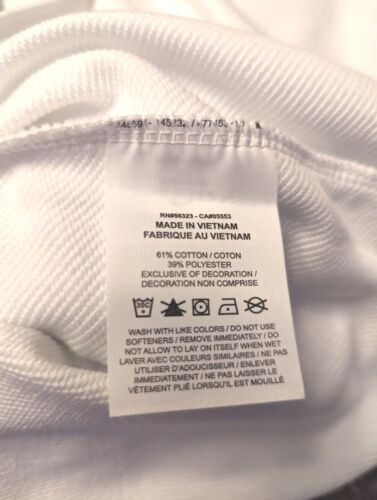 RN#56323 - CA#05553
MADE IN VIETNAM
FABRIQUE AU VIETNAM
61% COTTON / COTON
39% POLYESTER
EXCLUSIVE OF DECORATION /
DECORATION NON COMPRISE
30C
WASH WITH LIKE COLORS / DO NOT USE
SOFTENERS / REMOVE IMMEDIATELY / DO
NOT ALLOW TO LAY ON ITSELF WHEN WET
LAVER AVEC COULEURS SIMILAIRES / NE PAS
UTILISER D'ADOUCISSEUR / ENLEVER
IMMEDIATEMENT / NE PAS LAISSER LE
VÊTEMENT PLIÉ LORSQU'IL EST MOUILLÉ